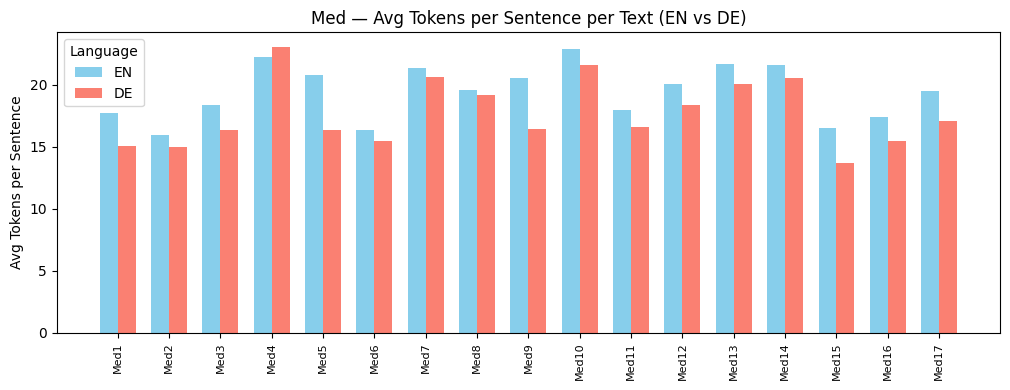 Med — Avg Tokens per Sentence per Text (EN vs DE)
Language
EN
DE
Avg Tokens per Sentence
20
15
10
5
0
Med1 Med2 Med3 Med4 Med5 Med6 Med7 Med8 Med9 Med10 Med11 Med12 Med13 Med14 Med15 Med16 Med17